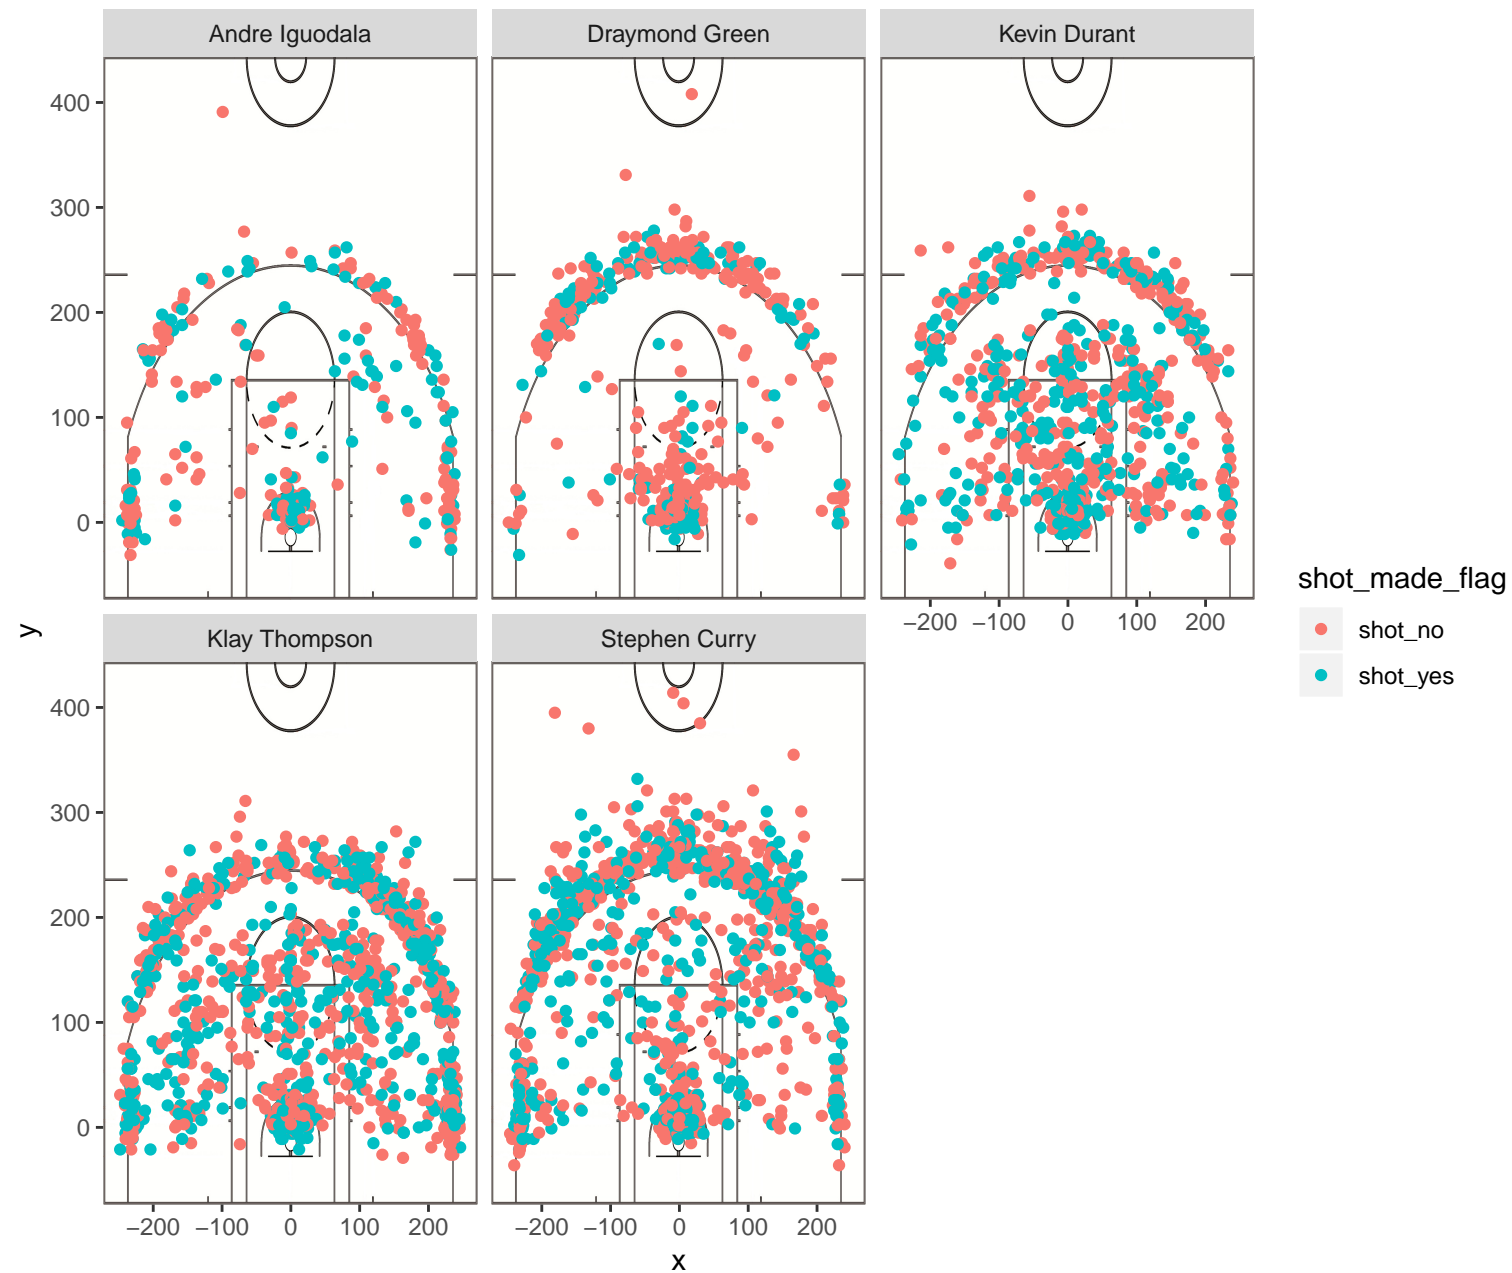 Andre Iguodala Draymond Green Kevin Durant
400
300
200
100
0
−200 −100 0 100 200
Klay Thompson Stephen Curry
400
300
200
100
0
−200 −100 0 100 200 −200 −100 0 100 200
x
y
shot_made_flag
shot_no
shot_yes